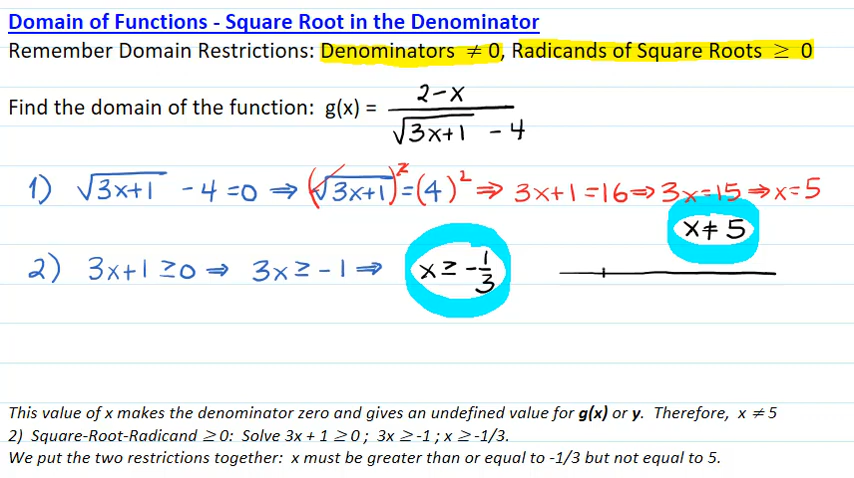 Domain of Functions - Square Root in the Denominator
Remember Domain Restrictions: Denominators ≠ 0, Radicands of Square Roots ≥ 0
Find the domain of the function: g(x) = (2-x)/(√(3x+1) - 4)
1) √(3x+1) - 4 = 0 ⇒ (√(3x+1))² = (4)² ⇒ 3x+1 = 16 ⇒ 3x = 15 ⇒ x = 5
x ≠ 5
2) 3x+1 ≥ 0 ⇒ 3x ≥ -1 ⇒ x ≥ -1/3
This value of x makes the denominator zero and gives an undefined value for g(x) or y. Therefore, x ≠ 5
2) Square-Root-Radicand ≥ 0: Solve 3x + 1 ≥ 0 ; 3x ≥ -1 ; x ≥ -1/3.
We put the two restrictions together: x must be greater than or equal to -1/3 but not equal to 5.